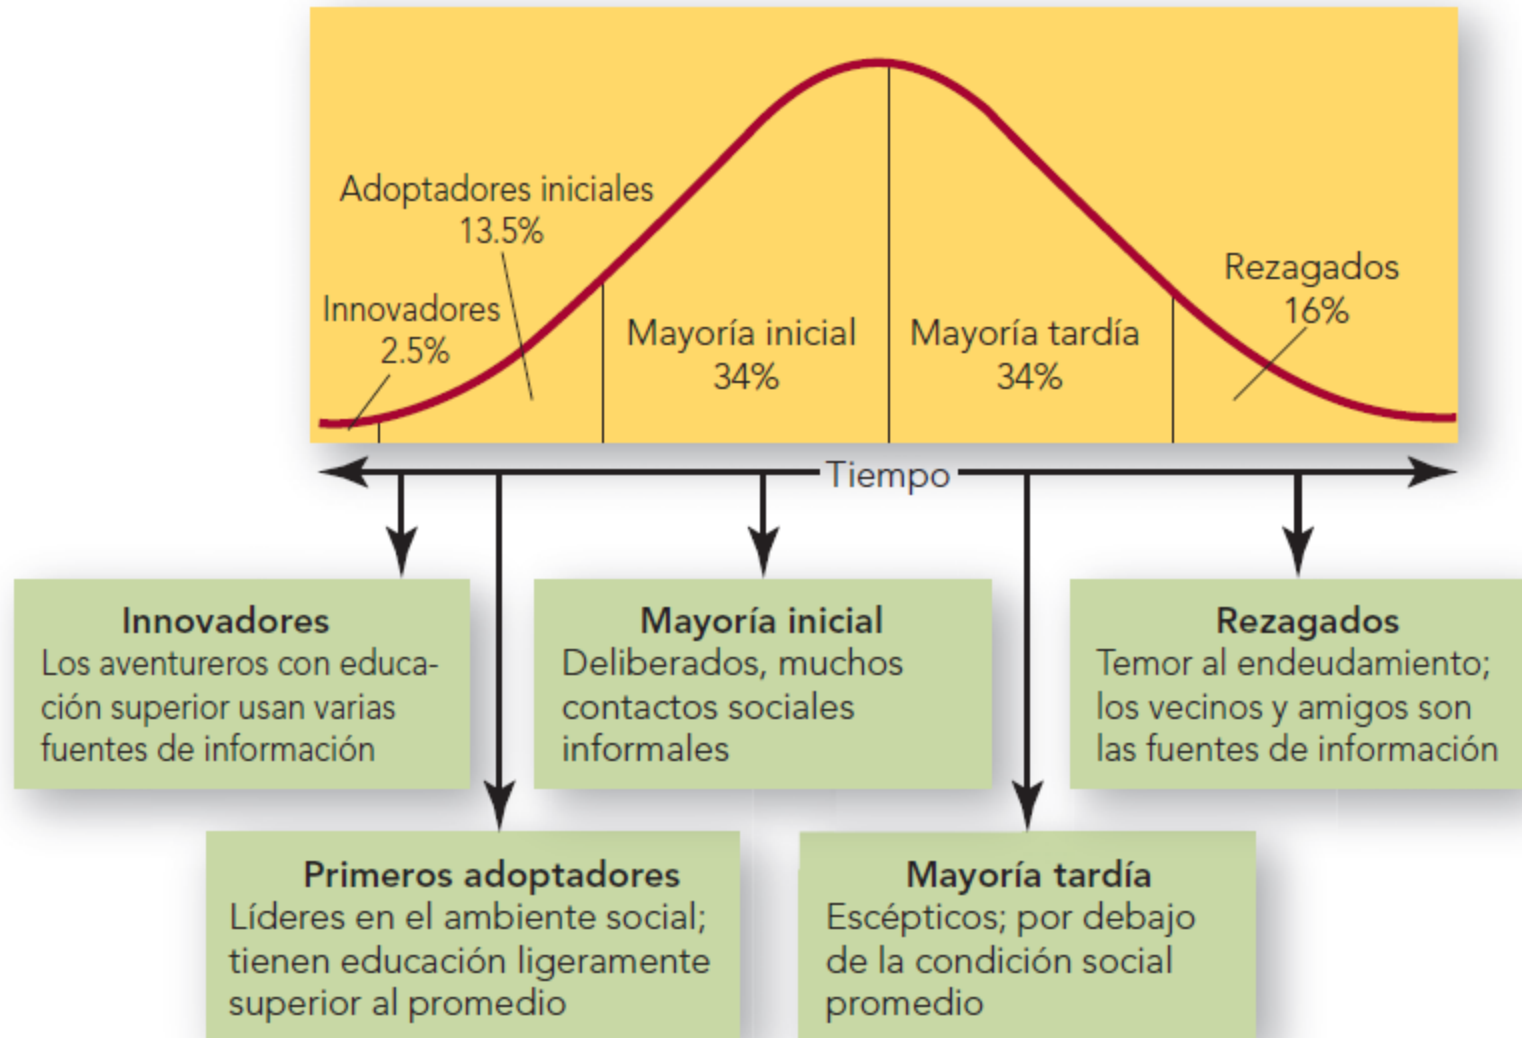 Adoptadores iniciales
13.5%
Innovadores
2.5%
Mayoría inicial
34%
Mayoría tardía
34%
Rezagados
16%
Tiempo
Innovadores
Los aventureros con educa-
ción superior usan varias
fuentes de información
Mayoría inicial
Deliberados, muchos
contactos sociales
informales
Rezagados
Temor al endeudamiento;
los vecinos y amigos son
las fuentes de información
Primeros adoptadores
Líderes en el ambiente social;
tienen educación ligeramente
superior al promedio
Mayoría tardía
Escépticos; por debajo
de la condición social
promedio